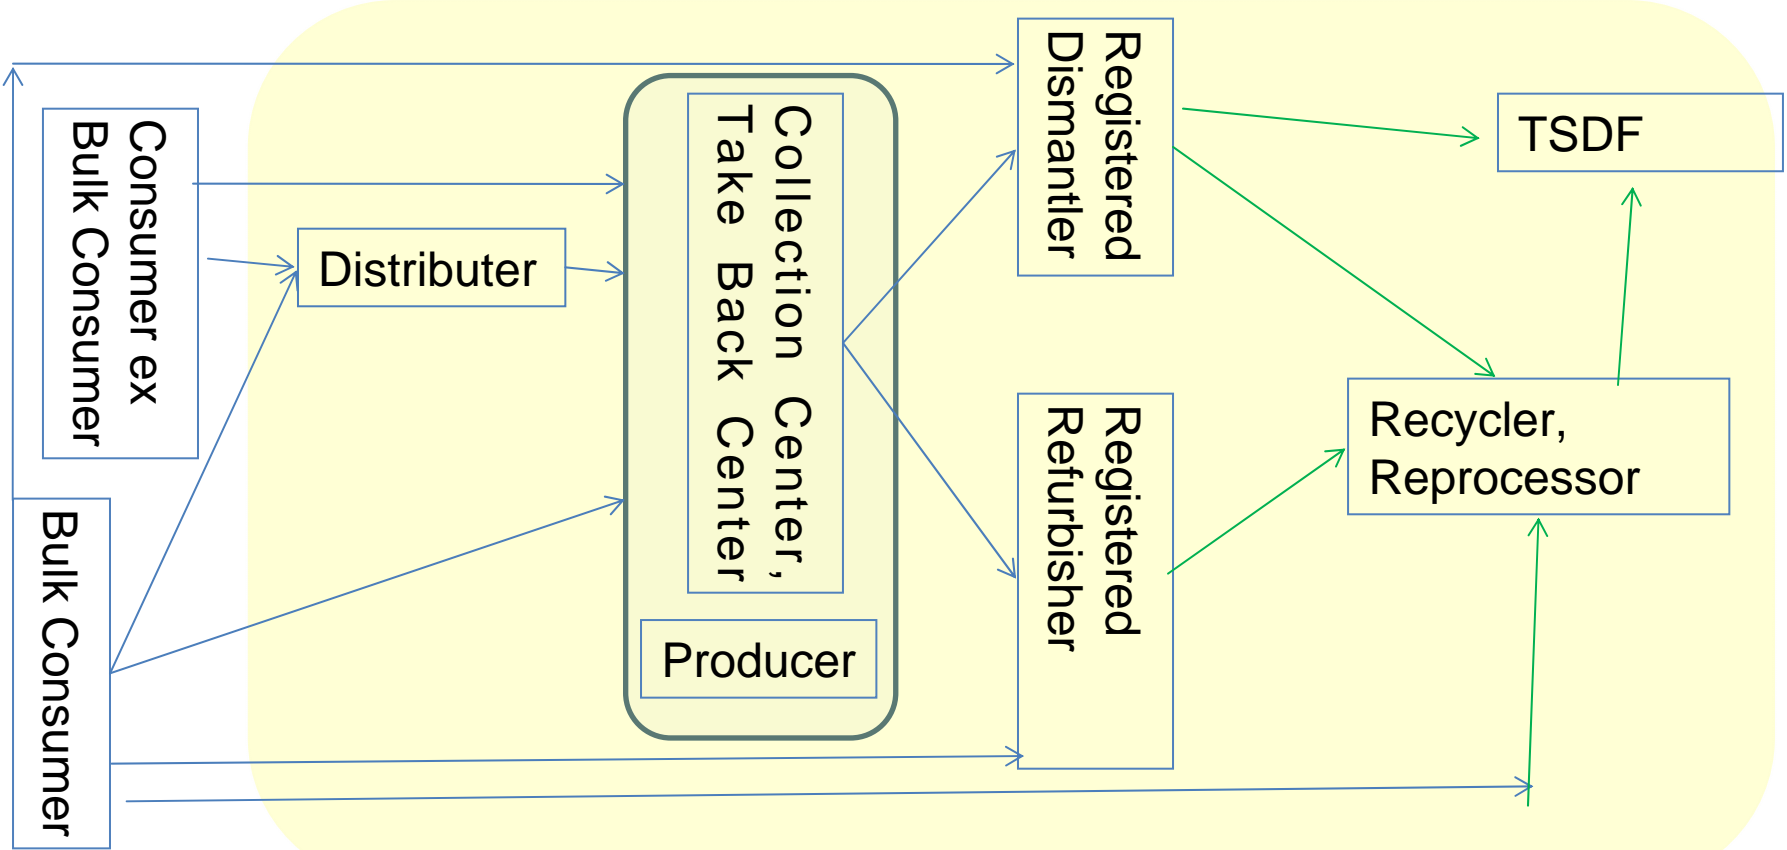 Consumer ex
Bulk Consumer
Bulk Consumer
Distributer
Collection Center,
Take Back Center
Producer
Registered
Dismantler
Registered
Refurbisher
TSDF
Recycler,
Reprocessor